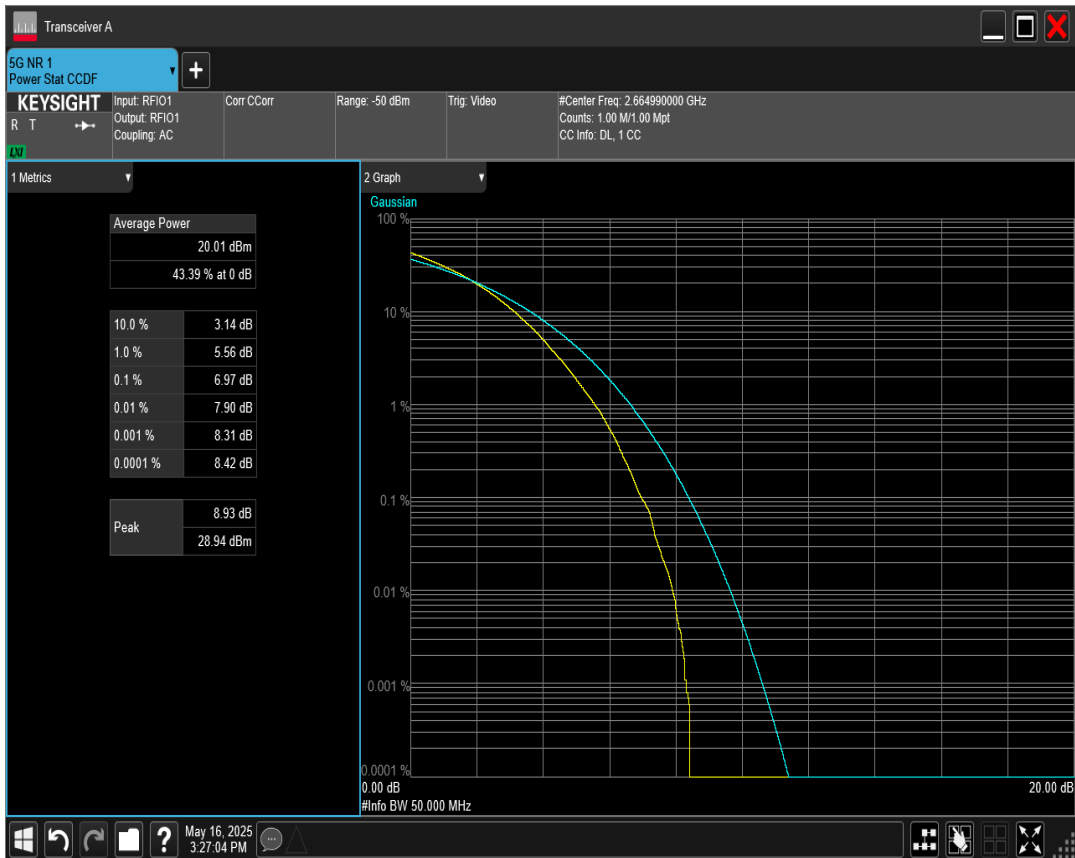 Transceiver A
5G NR 1
Power Stat CCDF
+
KEYSIGHT
R T
LXI
Input: RFIO1
Output: RFIO1
Coupling: AC
Corr CCorr
Range: -50 dBm
Trig: Video
#Center Freq: 2.664990000 GHz
Counts: 1.00 M/1.00 Mpt
CC Info: DL, 1 CC
1 Metrics
Average Power
20.01 dBm
43.39 % at 0 dB
10.0 % 3.14 dB
1.0 % 5.56 dB
0.1 % 6.97 dB
0.01 % 7.90 dB
0.001 % 8.31 dB
0.0001 % 8.42 dB
Peak
8.93 dB
28.94 dBm
2 Graph
Gaussian
100 %
10 %
1 %
0.1 %
0.01 %
0.001 %
0.0001 %
0.00 dB 20.00 dB
#Info BW 50.000 MHz
?
May 16, 2025
3:27:04 PM